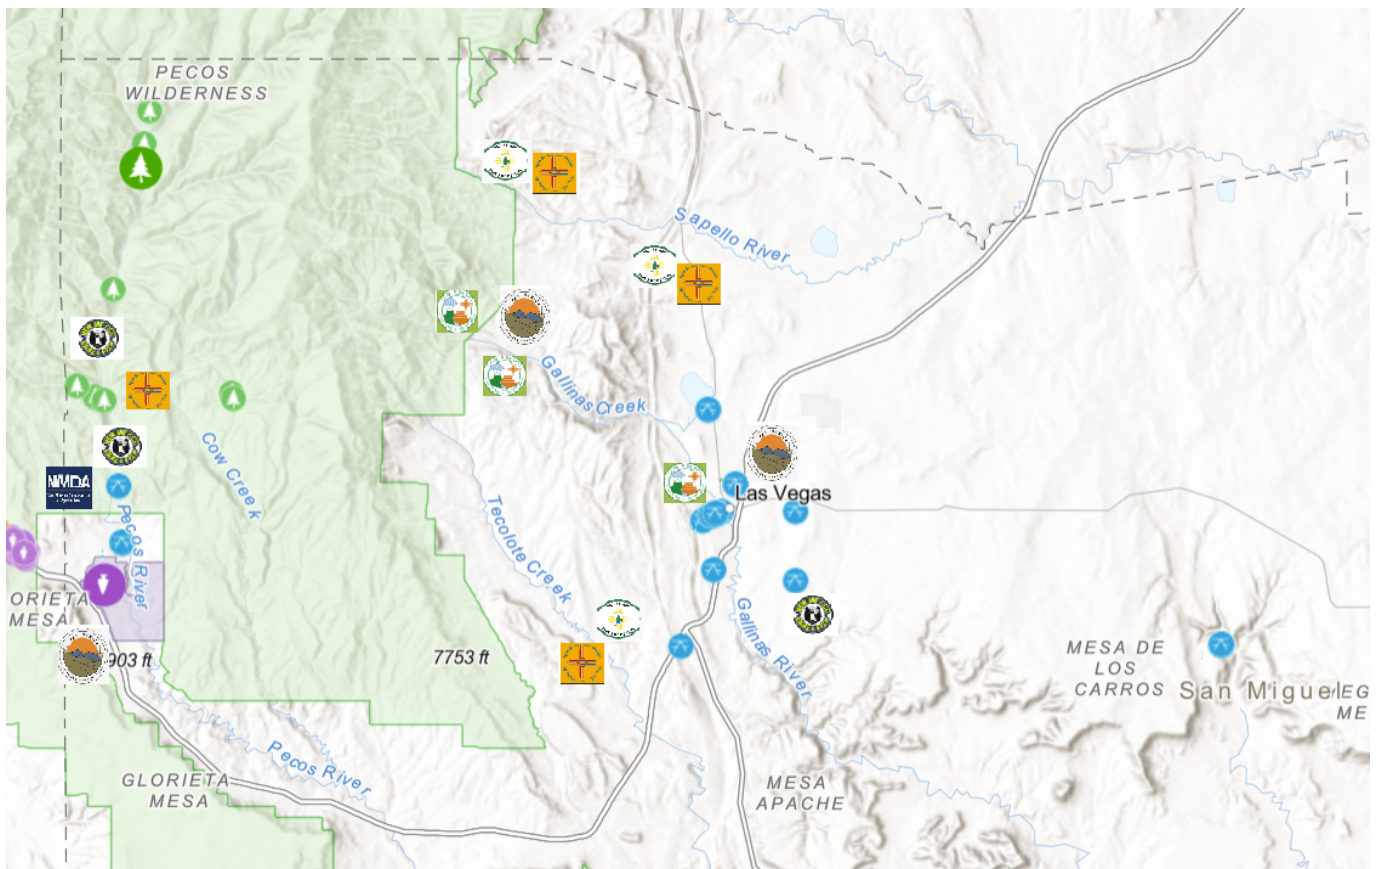 PECOS
WILDERNESS
Sapello River
Gallinas Creek
Cow Creek
NMDA
Las Vegas
Pecos River
Tecolote Creek
ORIETA
MESA
Gallinas River
903 ft
7753 ft
MESA DE
LOS
CARROS
San Miguel
EG
ME
Pecos River
GLORIETA
MESA
MESA
APACHE